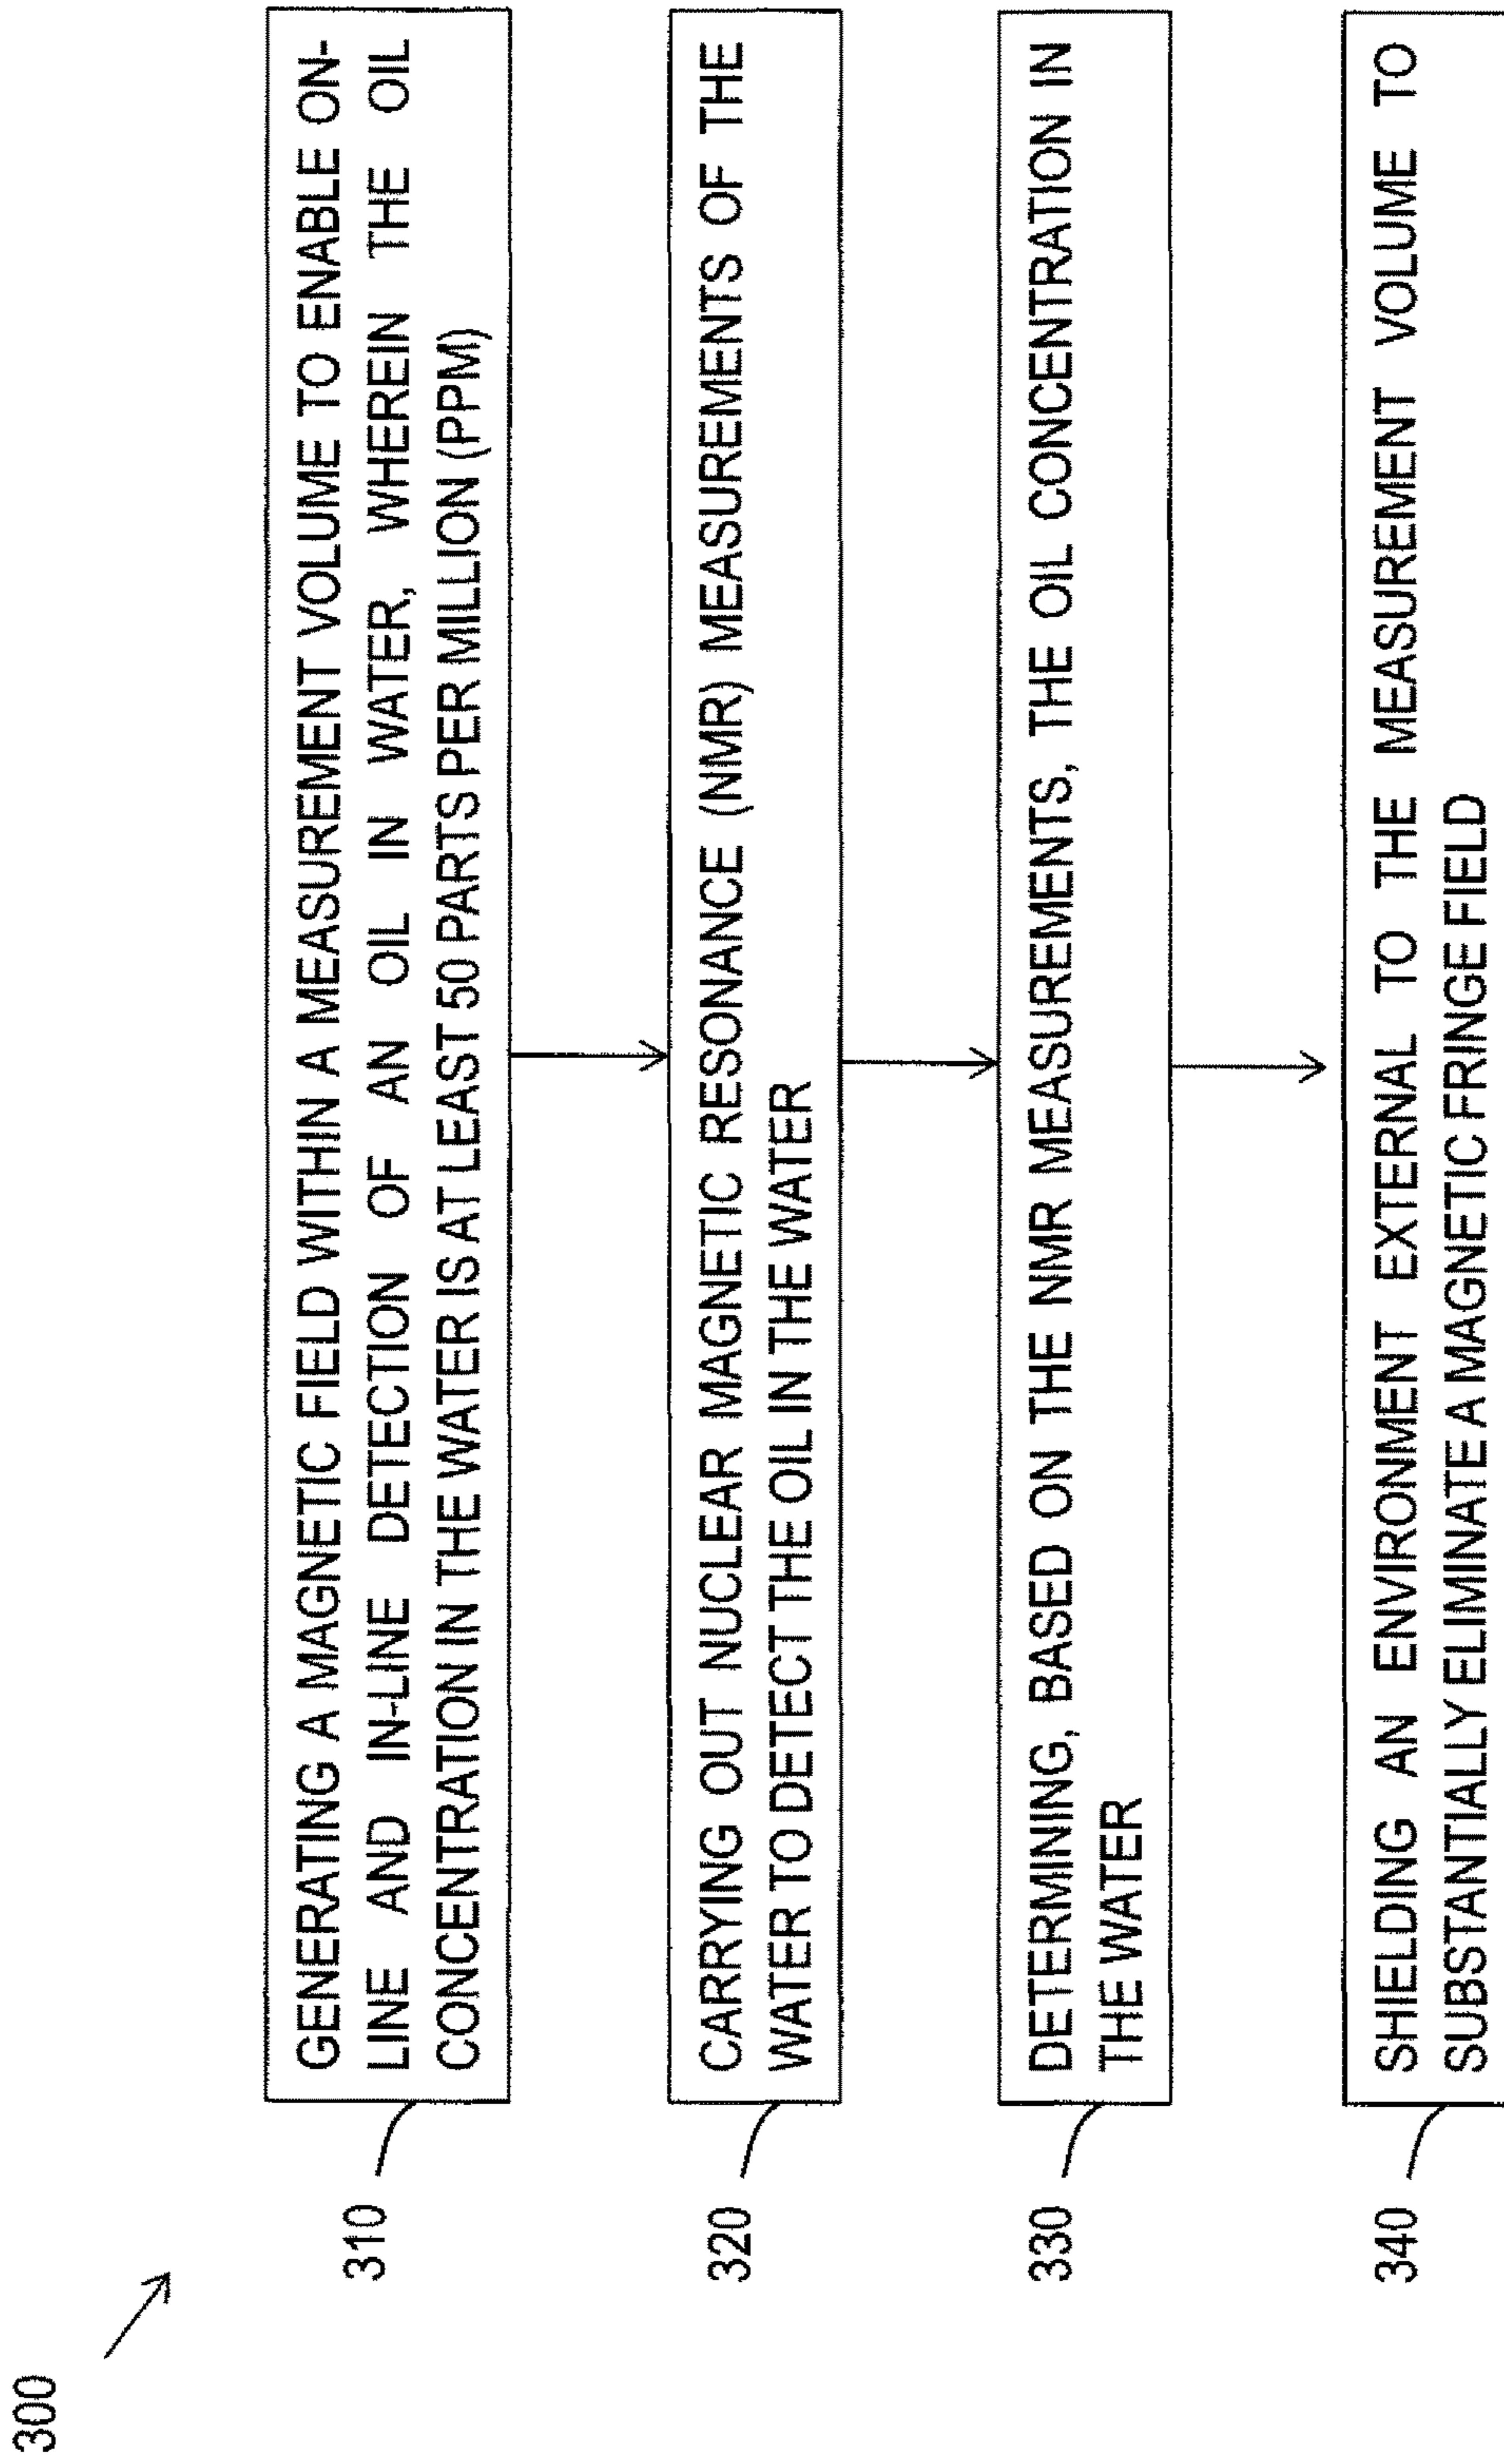 300
310
GENERATING A MAGNETIC FIELD WITHIN A MEASUREMENT VOLUME TO ENABLE ON-
LINE AND IN-LINE DETECTION OF AN OIL IN WATER, WHEREIN THE OIL
CONCENTRATION IN THE WATER IS AT LEAST 50 PARTS PER MILLION (PPM)
320
CARRYING OUT NUCLEAR MAGNETIC RESONANCE (NMR) MEASUREMENTS OF THE
WATER TO DETECT THE OIL IN THE WATER
330
DETERMINING, BASED ON THE NMR MEASUREMENTS, THE OIL CONCENTRATION IN
THE WATER
340
SHIELDING AN ENVIRONMENT EXTERNAL TO THE MEASUREMENT VOLUME TO
SUBSTANTIALLY ELIMINATE A MAGNETIC FRINGE FIELD